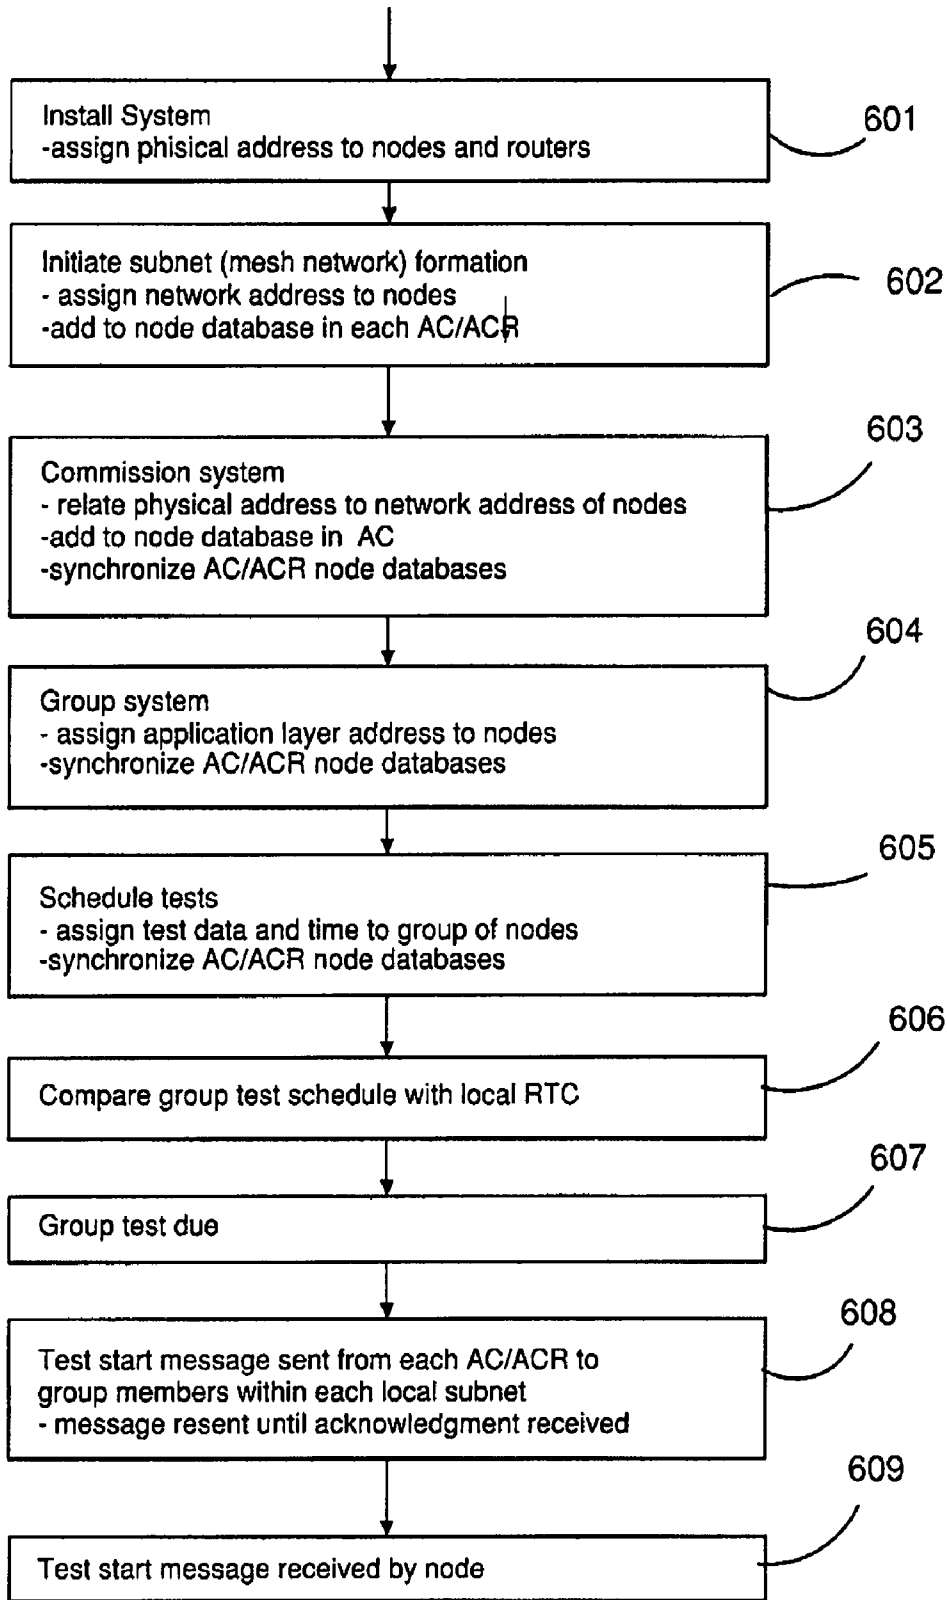 Install System
-assign phisical address to nodes and routers
601
Initiate subnet (mesh network) formation
- assign network address to nodes
-add to node database in each AC/ACR
602
603
Commission system
- relate physical address to network address of nodes
-add to node database in AC
-synchronize AC/ACR node databases
604
Group system
- assign application layer address to nodes
-synchronize AC/ACR node databases
605
Schedule tests
- assign test data and time to group of nodes
-synchronize AC/ACR node databases
606
Compare group test schedule with local RTC
607
Group test due
608
Test start message sent from each AC/ACR to
group members within each local subnet
- message resent until acknowledgment received
609
Test start message received by node